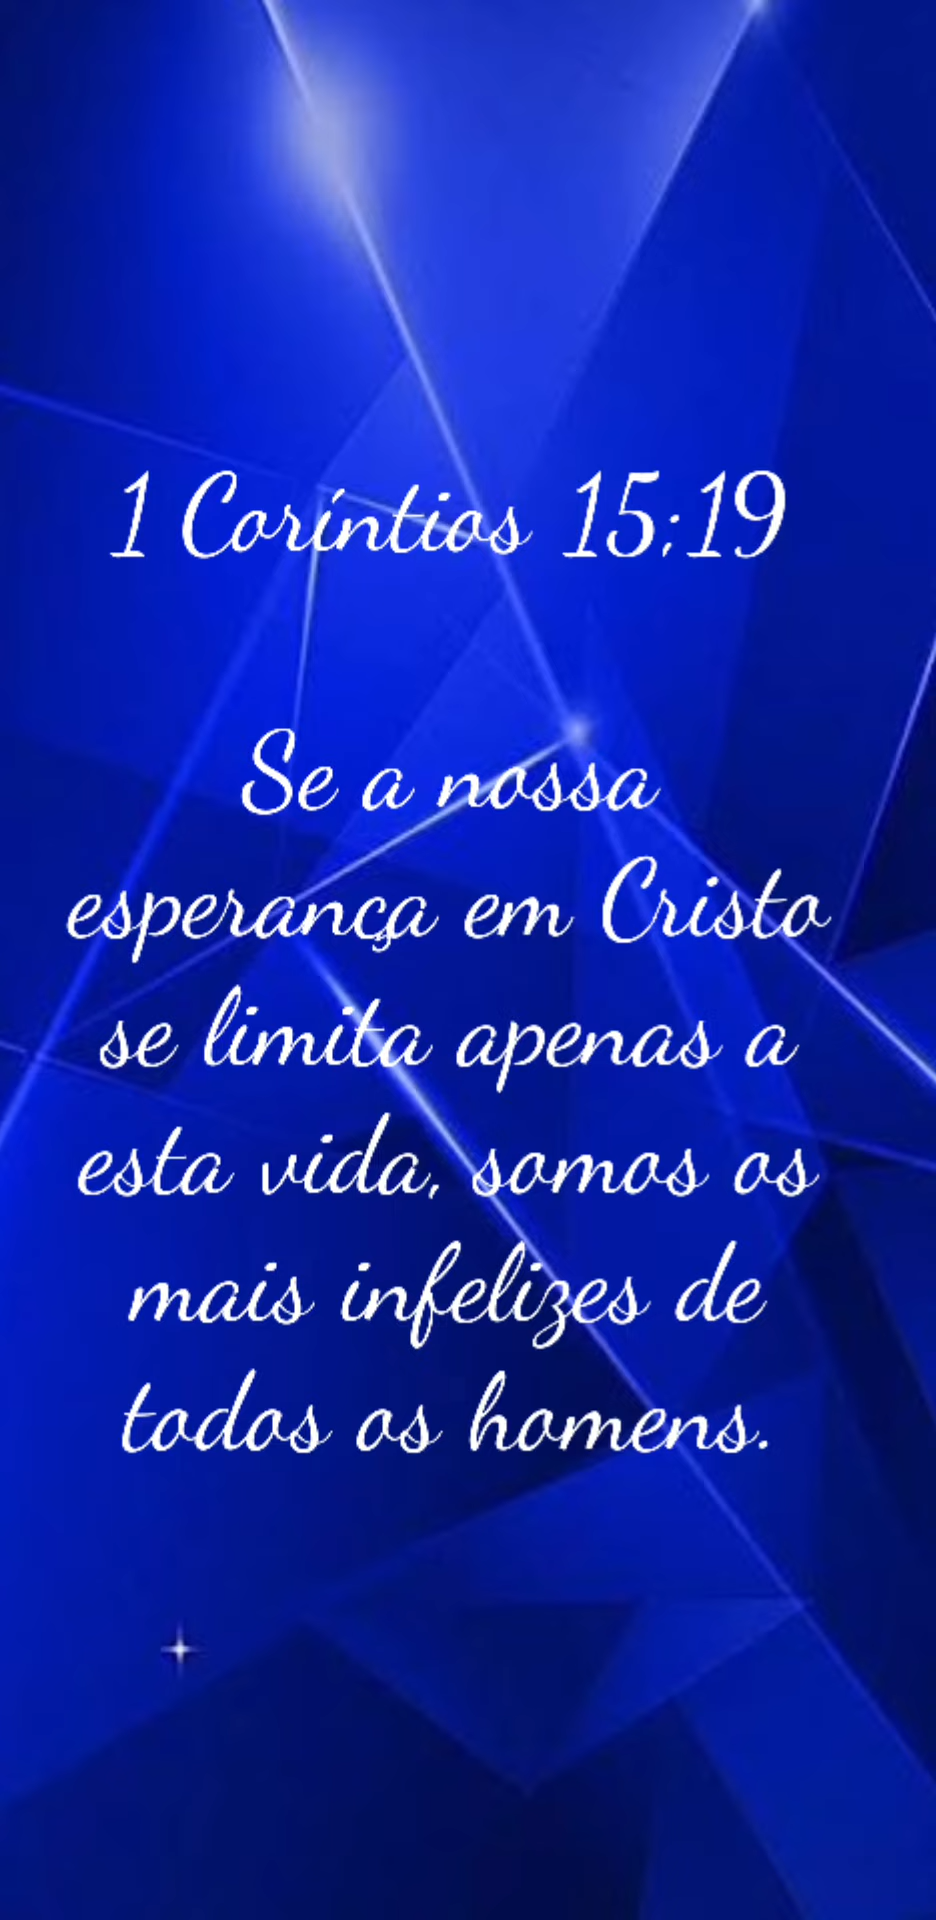 1 Coríntios 15:19
Se a nossa
esperança em Cristo
se limita apenas a
esta vida, somos os
mais infelizes de
todos os homens.